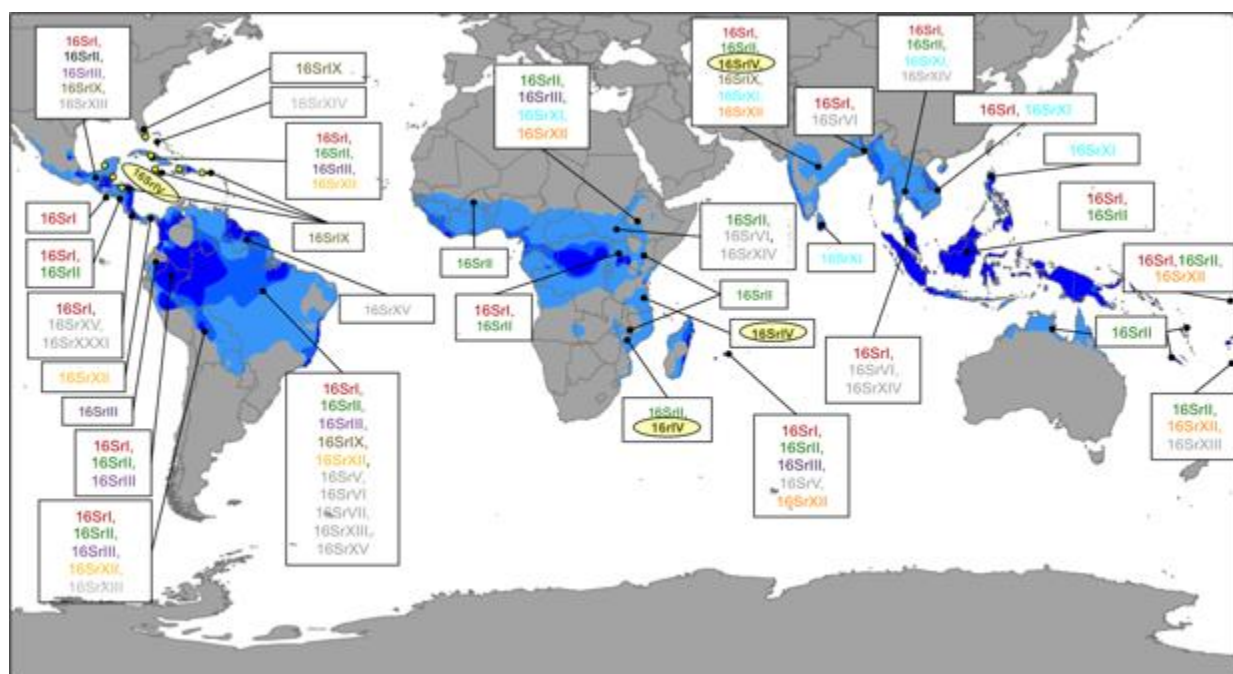 16SrI,
16SrII,
16SrIII,
16SrIX,
16SrXIII
16SrIX
16SrXIV
16SrI,
16SrII,
16SrIII,
16SrXII
16SrIV
16SrIX
16SrI
16SrI,
16SrII
16SrI,
16SrXV,
16SrXXXI
16SrXII
16SrIII
16SrI,
16SrII,
16SrIII
16SrI,
16SrII,
16SrIII,
16SrXII,
16SrXIII
16SrXV
16SrI,
16SrII,
16SrIII,
16SrIX,
16SrXII,
16SrV,
16SrVI
16SrVII,
16SrXIII,
16SrXV
16SrII,
16SrIII,
16SrXI,
16SrXII
16SrII
16SrI,
16SrII
16SrII,
16SrVI,
16SrXIV
16SrII
16SrIV
16SrII,
16rIV
16SrI,
16SrII,
16SrIII,
16SrV,
16SrXII
16SrI,
16SrII,
16SrIV,
16SrIX,
16SrXI,
16SrXII
16SrI,
16SrVI
16SrI,
16SrII,
16SrXI,
16SrXIV
16SrI, 16SrXI
16SrXI
16SrXI
16SrI,
16SrII
16SrI,
16SrVI,
16SrXIV
16SrI,16SrII,
16SrXII
16SrII
16SrII,
16SrXII,
16SrXIII